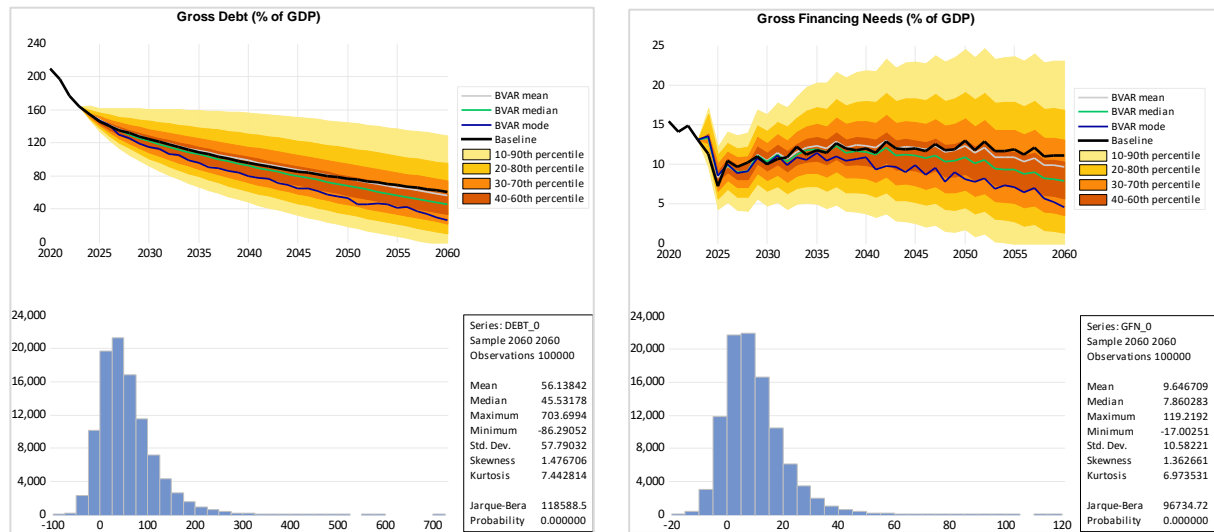 Gross Debt (% of GDP)
240
200
160
120
80
40
0
2020 2025 2030 2035 2040 2045 2050 2055 2060
BVAR mean
BVAR median
BVAR mode
Baseline
10-90th percentile
20-80th percentile
30-70th percentile
40-60th percentile
Gross Financing Needs (% of GDP)
25
20
15
10
5
0
2020 2025 2030 2035 2040 2045 2050 2055 2060
BVAR mean
BVAR median
BVAR mode
Baseline
10-90th percentile
20-80th percentile
30-70th percentile
40-60th percentile
24,000
20,000
16,000
12,000
8,000
4,000
0
-100 0 100 200 300 400 500 600 700
Series: DEBT_0
Sample 2060 2060
Observations 100000
Mean 56.13842
Median 45.53178
Maximum 703.6994
Minimum -86.29052
Std. Dev. 57.79032
Skewness 1.476706
Kurtosis 7.442814
Jarque-Bera 118588.5
Probability 0.000000
24,000
20,000
16,000
12,000
8,000
4,000
0
-20 0 20 40 60 80 100 120
Series: GFN_0
Sample 2060 2060
Observations 100000
Mean 9.646709
Median 7.860283
Maximum 119.2192
Minimum -17.00251
Std. Dev. 10.58221
Skewness 1.362661
Kurtosis 6.973531
Jarque-Bera 96734.72
Probability 0.000000